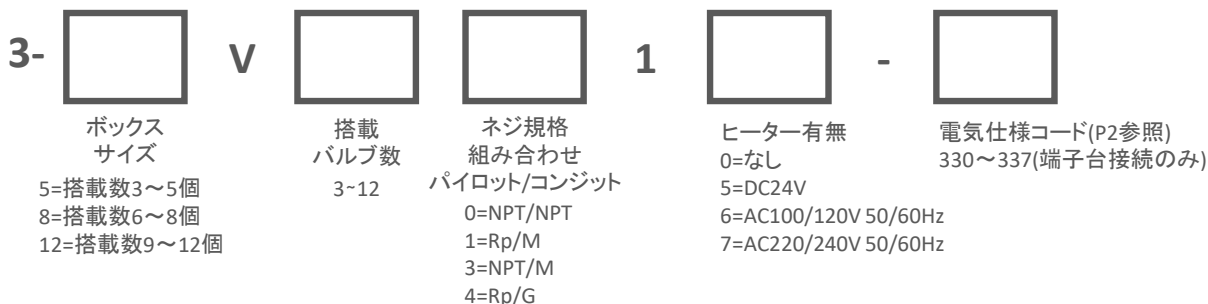 3- V 1 -
ボックス
サイズ
5=搭載数3～5個
8=搭載数6～8個
12=搭載数9～12個
搭載
バルブ数
3~12
ネジ規格
組み合わせ
パイロット/コンジット
0=NPT/NPT
1=Rp/M
3=NPT/M
4=Rp/G
ヒーター有無
0=なし
5=DC24V
6=AC100/120V 50/60Hz
7=AC220/240V 50/60Hz
電気仕様コード(P2参照)
330～337(端子台接続のみ)